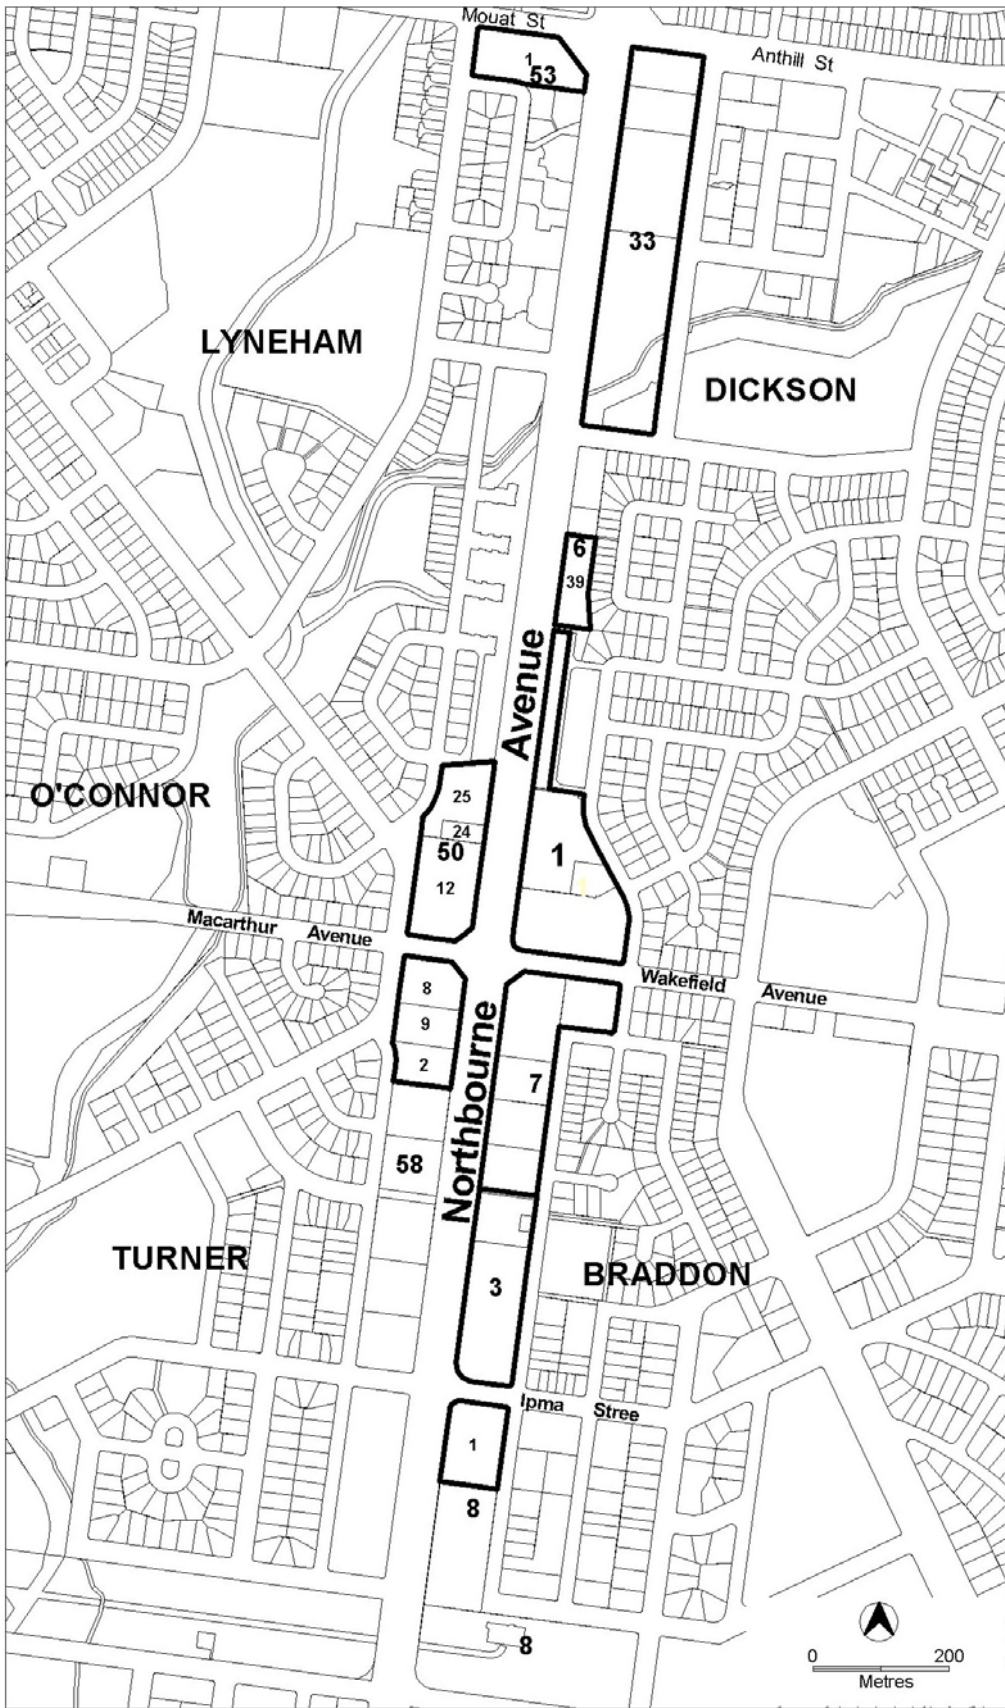 Mouat St
Anthill St
1
53
33
LYNEHAM
DICKSON
6
39
Avenue
O'CONNOR
25
24
50
12
1
1
Macarthur Avenue
Wakefield Avenue
8
9
2
Northbourne
7
58
TURNER
BRADDON
3
Ipma Stree
1
8
8
0 200
Metres